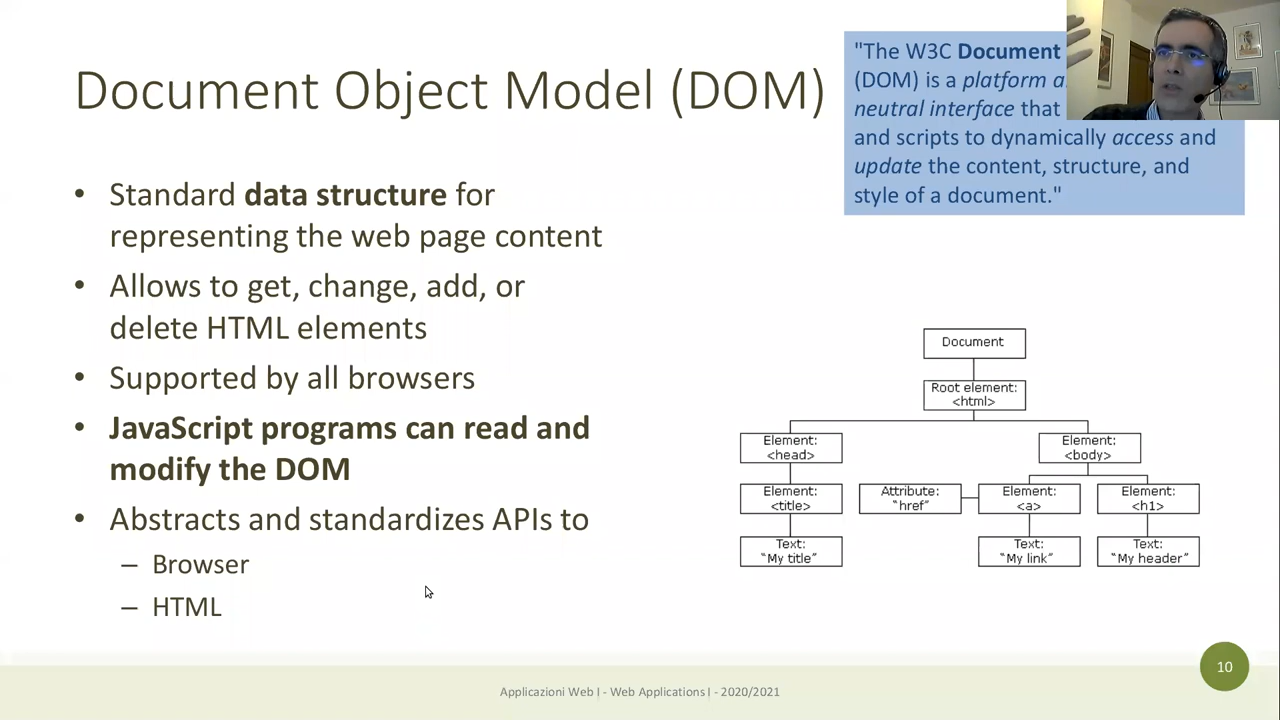 Document Object Model (DOM)
"The W3C Document
(DOM) is a platform
neutral interface that
and scripts to dynamically access and
update the content, structure, and
style of a document."
• Standard data structure for
representing the web page content
• Allows to get, change, add, or
delete HTML elements
• Supported by all browsers
• JavaScript programs can read and
modify the DOM
• Abstracts and standardizes APIs to
– Browser
– HTML
Document
Root element:
<html>
Element:
<head>
Element:
<body>
Element:
<title>
Attribute:
"href"
Element:
<a>
Element:
<h1>
Text:
"My title"
Text:
"My link"
Text:
"My header"
Applicazioni Web I - Web Applications I - 2020/2021
10